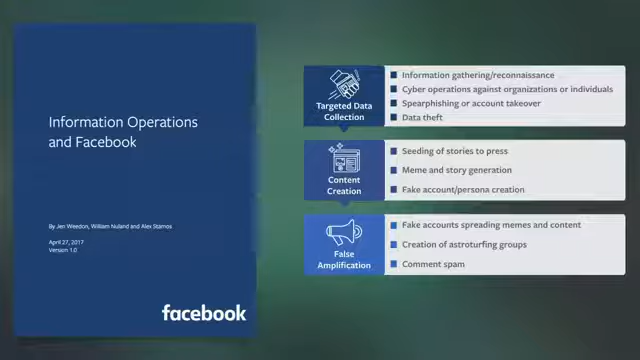 Information Operations
and Facebook
By Jen Weedon, William Nuland and Alex Stamos
April 27, 2017
Version 1.0
facebook
Targeted Data
Collection
Information gathering/reconnaissance
Cyber operations against organizations or individuals
Spearphishing or account takeover
Data theft
Content
Creation
Seeding of stories to press
Meme and story generation
Fake account/persona creation
False
Amplification
Fake accounts spreading memes and content
Creation of astroturfing groups
Comment spam